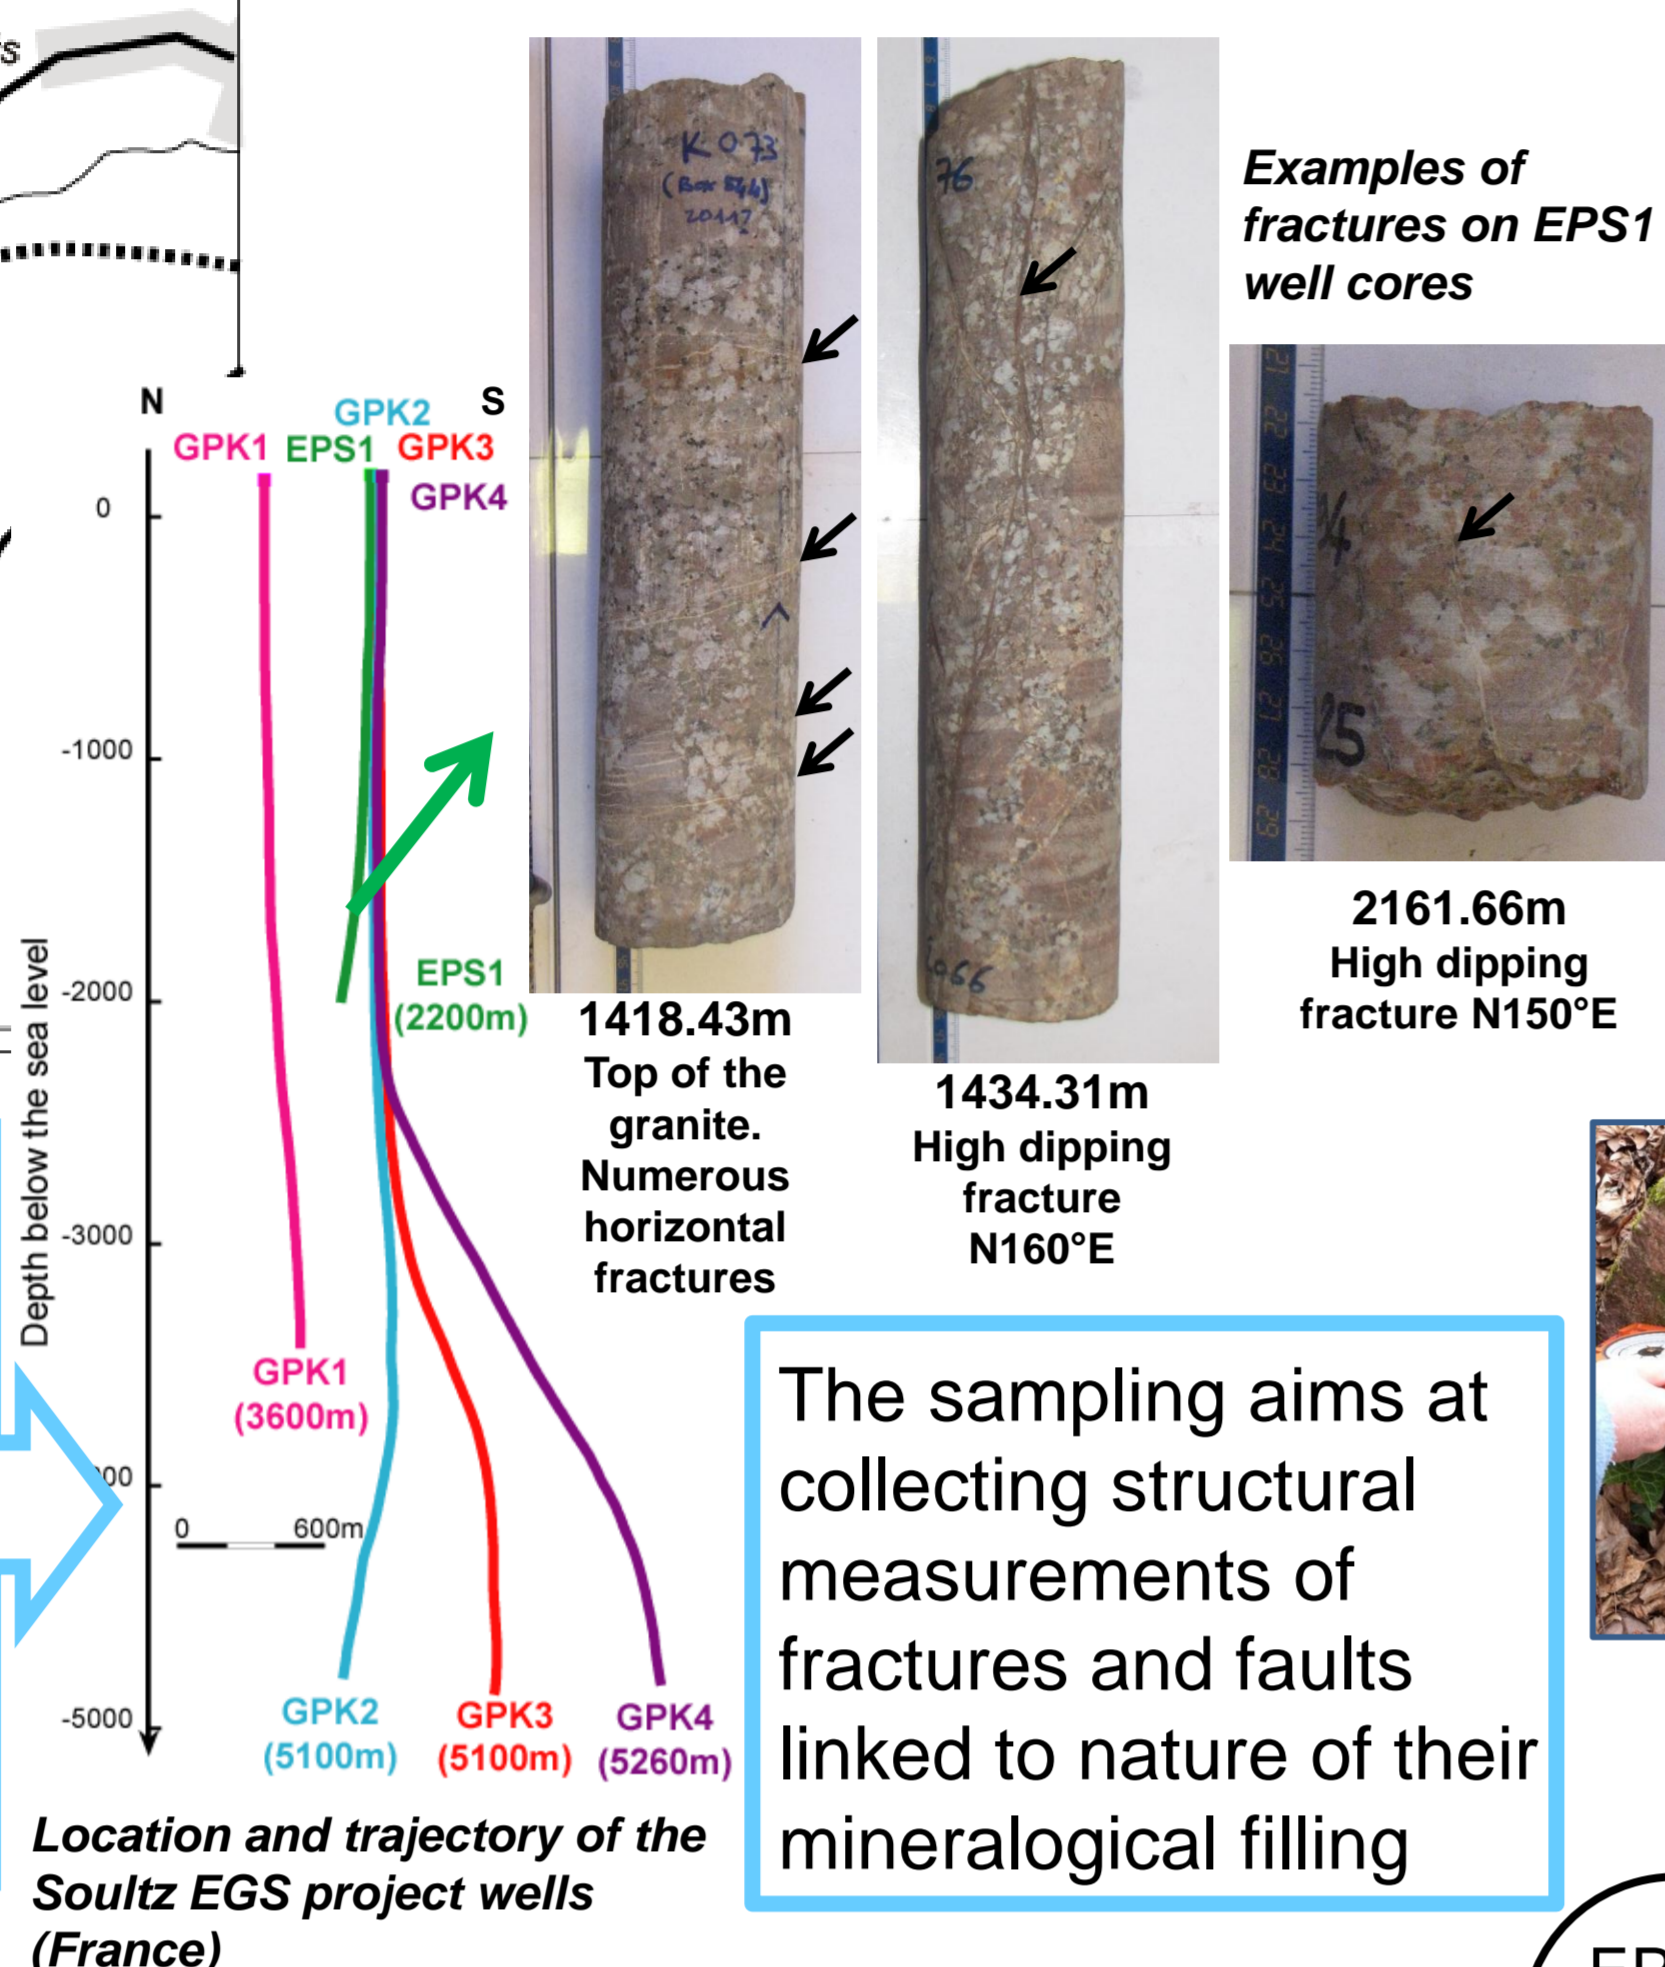 N
S
GPK2
GPK1 EPS1 GPK3
GPK4
0
-1000
-2000
-3000
00
-5000
Depth below the sea level
0 600m
EPS1
(2200m)
GPK1
(3600m)
GPK2
(5100m)
GPK3
(5100m)
GPK4
(5260m)
Location and trajectory of the
Soultz EGS project wells
(France)
K 073
76
25
Examples of
fractures on EPS1
well cores
1418.43m
Top of the
granite.
Numerous
horizontal
fractures
1434.31m
High dipping
fracture
N160°E
2161.66m
High dipping
fracture N150°E
The sampling aims at
collecting structural
measurements of
fractures and faults
linked to nature of their
mineralogical filling